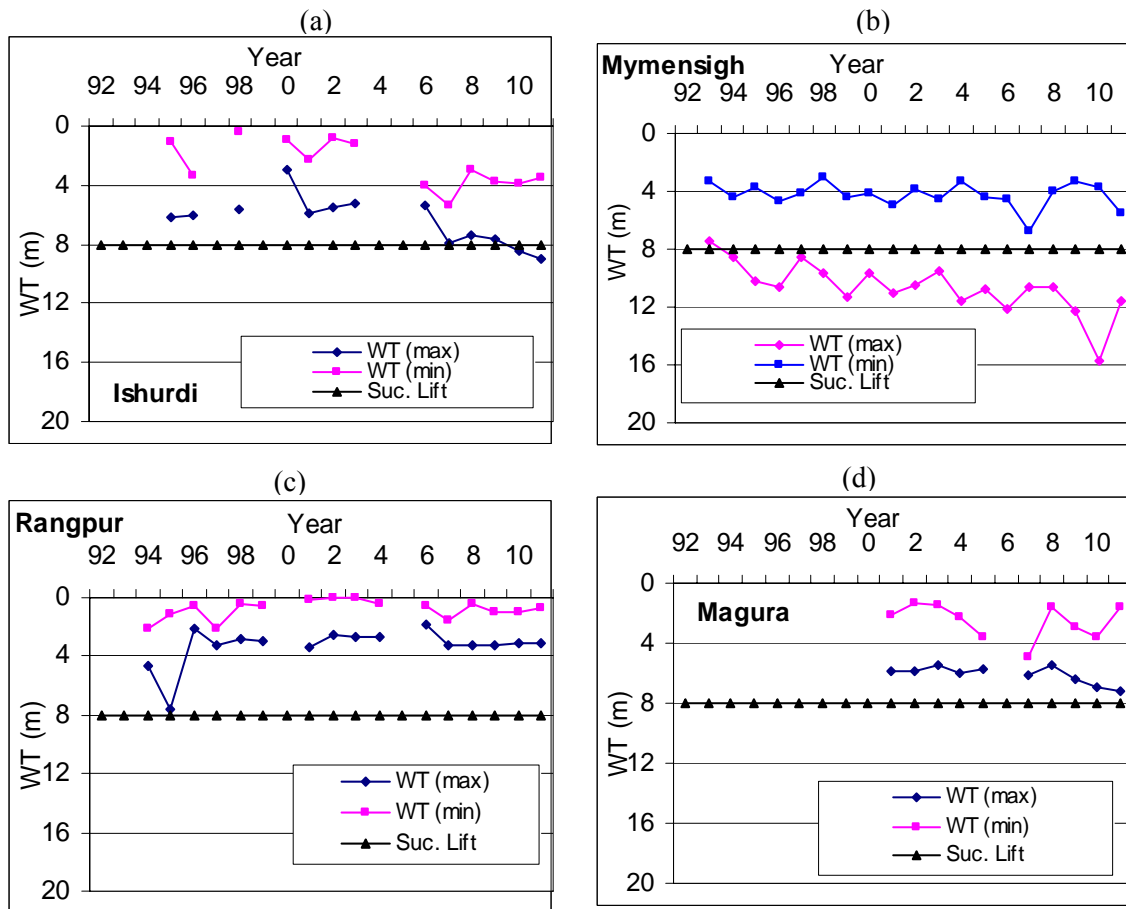 (a)
Year
92 94 96 98 0 2 4 6 8 10
0
4
8
12
16
20
WT (m)
WT (max)
WT (min)
Suc. Lift
Ishurdi
(b)
Mymensigh
Year
92 94 96 98 0 2 4 6 8 10
0
4
8
12
16
20
WT (m)
WT (max)
WT (min)
Suc. Lift
(c)
Rangpur
Year
92 94 96 98 0 2 4 6 8 10
0
4
8
12
16
20
WT (m)
WT (max)
WT (min)
Suc. Lift
(d)
Year
92 94 96 98 0 2 4 6 8 10
0
4
8
12
16
20
WT (m)
Magura
WT (max)
WT (min)
Suc. Lift